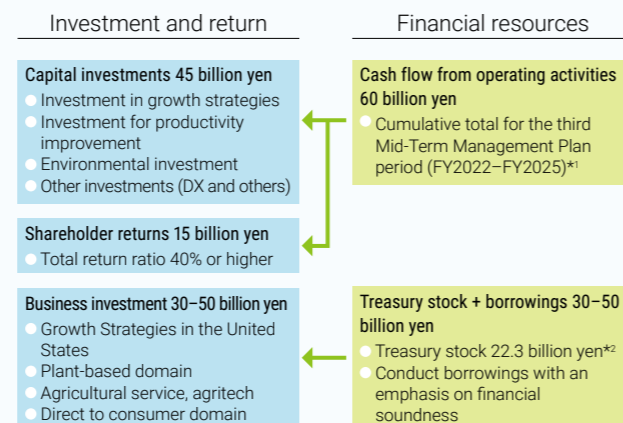 Investment and return
Capital investments 45 billion yen
Investment in growth strategies
Investment for productivity
improvement
Environmental investment
Other investments (DX and others)
Shareholder returns 15 billion yen
Total return ratio 40% or higher
Business investment 30–50 billion yen
Growth Strategies in the United
States
Plant-based domain
Agricultural service, agritech
Direct to consumer domain
Financial resources
Cash flow from operating activities
60 billion yen
Cumulative total for the third
Mid-Term Management Plan
period (FY2022–FY2025)*1
Treasury stock + borrowings 30–50
billion yen
Treasury stock 22.3 billion yen*2
Conduct borrowings with an
emphasis on financial
soundness